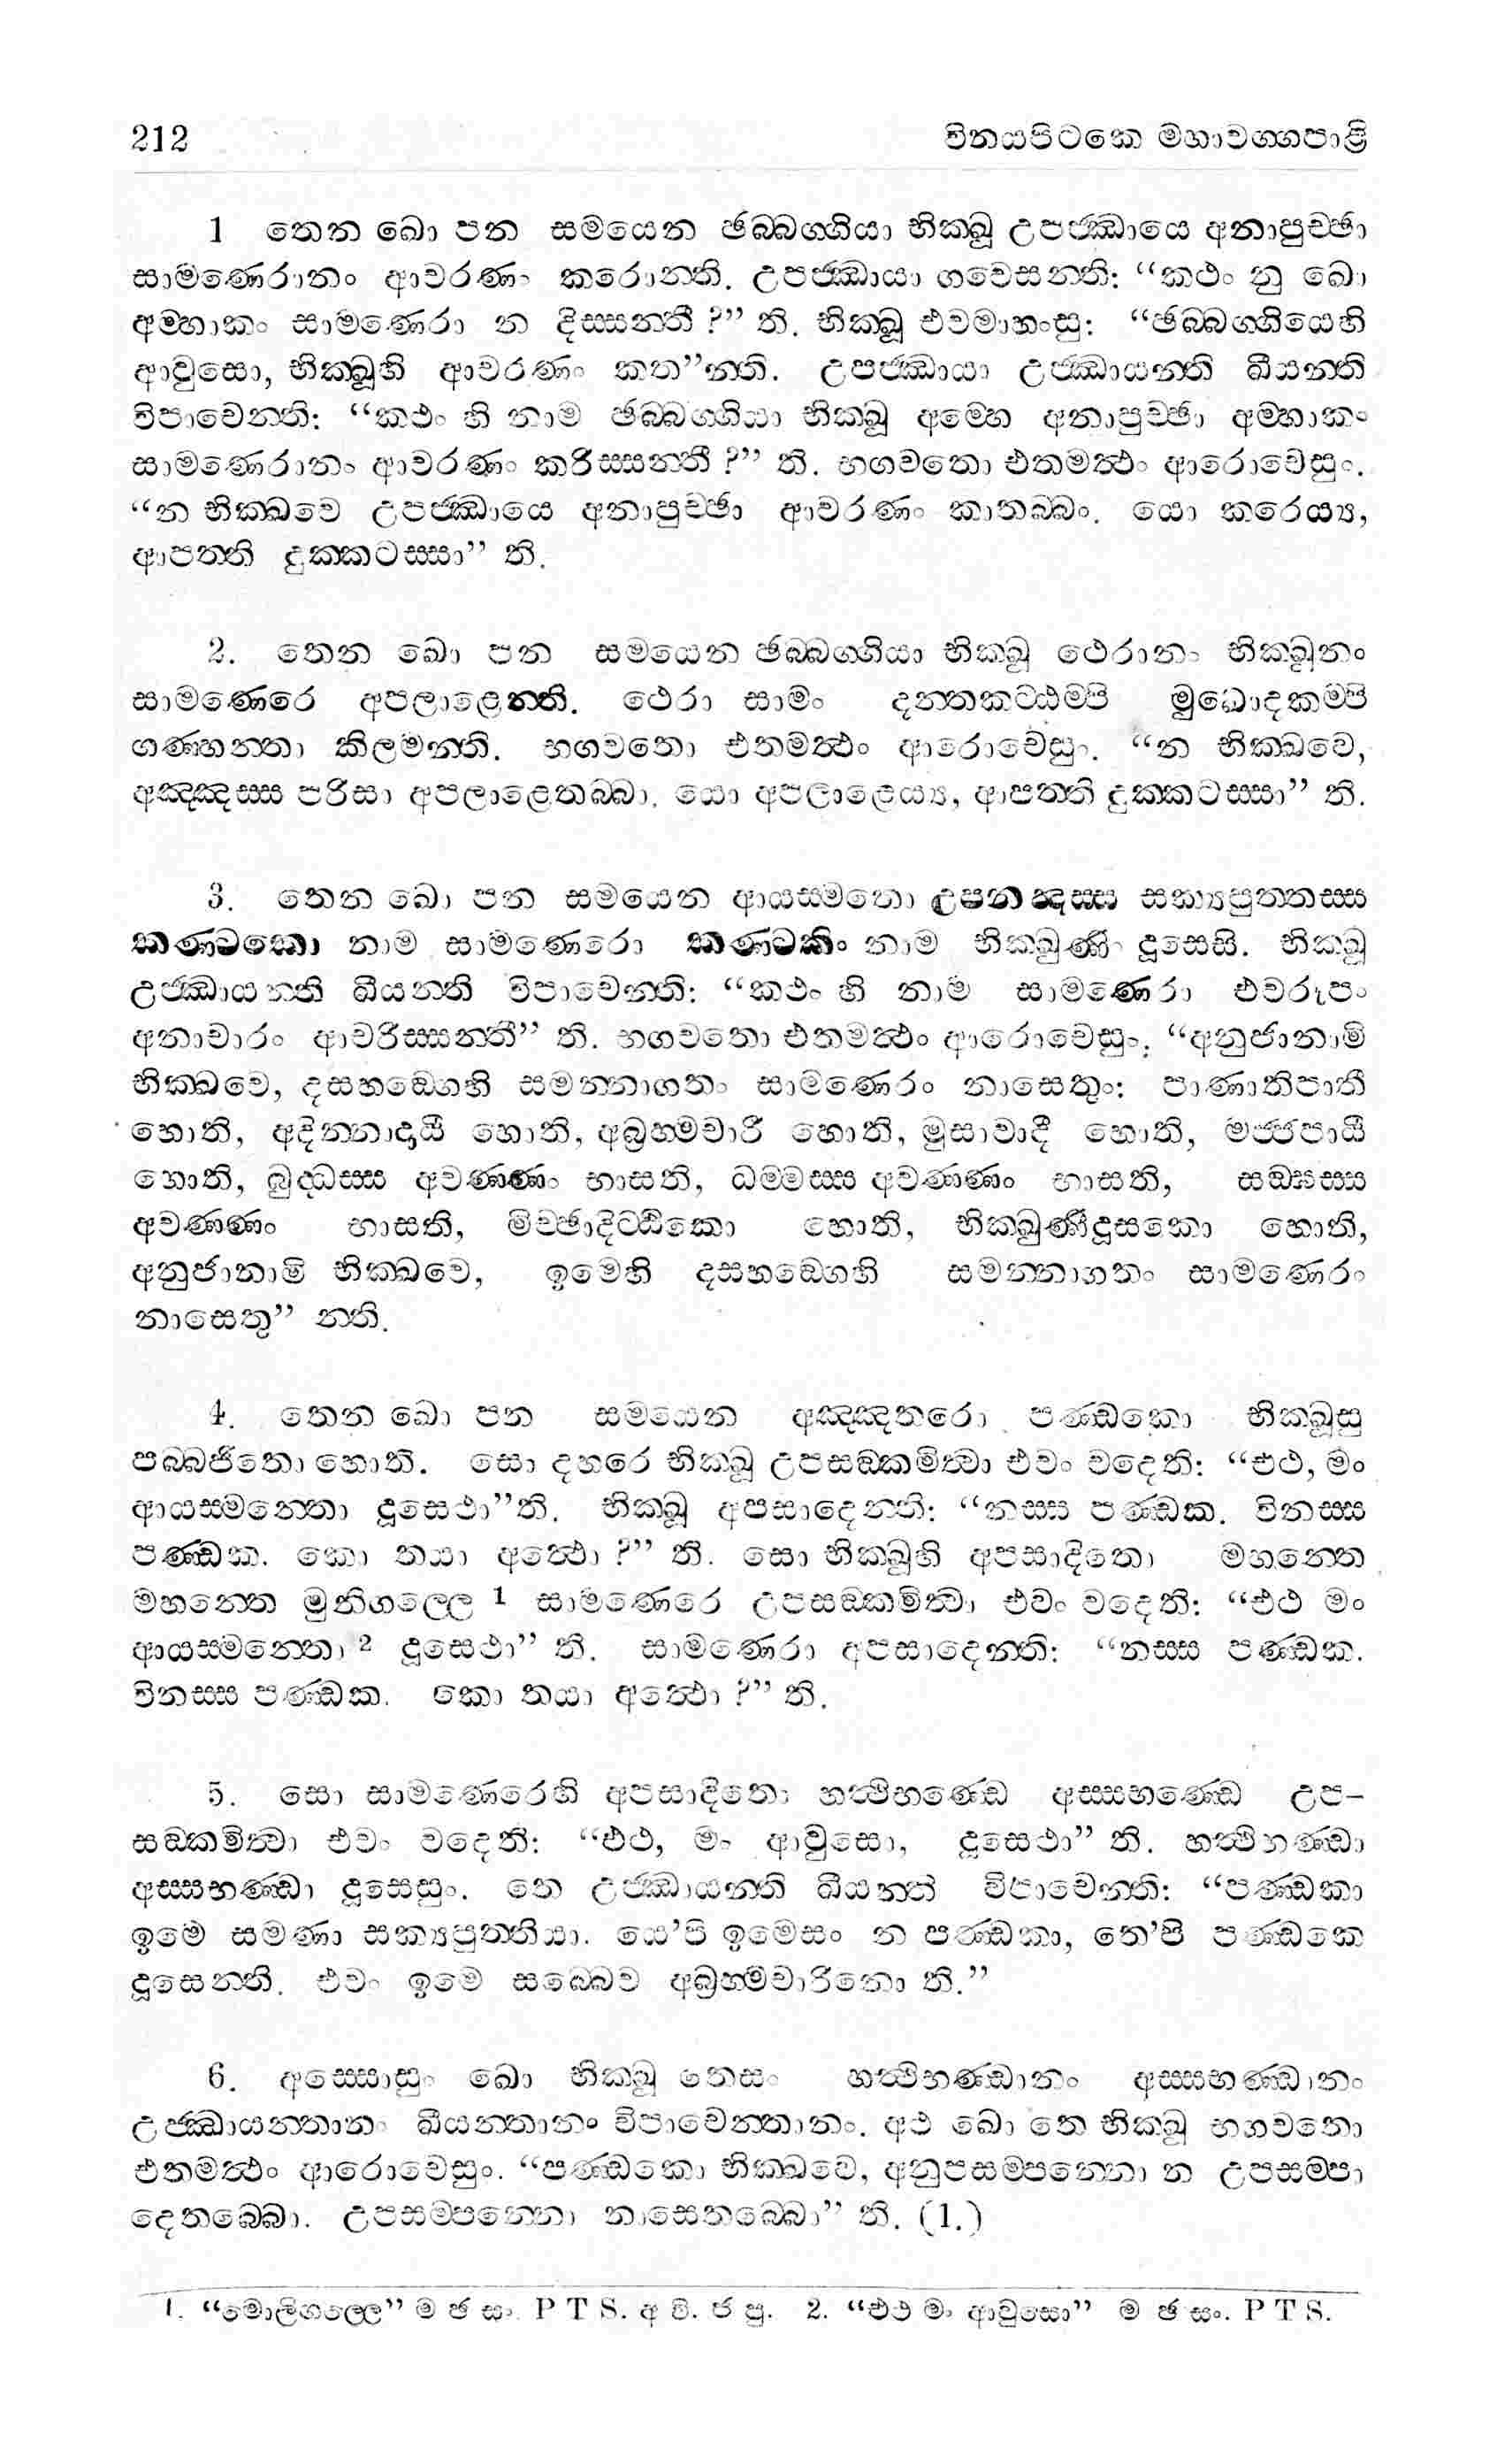 212 විනයපිටකෙ මහාවග්ගපාළි
1 තෙන ඛො පන සමයෙන ඡබ්බග්ගියා භික්ඛූ උපජ්ඣායෙ අනාපුච්ඡා
සාමණෙරානං ආවරණං කරොන්ති. උපජ්ඣායා ගවෙසන්ති: “කථං නු ඛො
අම්හාකං සාමණෙරා න දිස්සන්තී ?” ති. භික්ඛූ එවමාහංසු: “ඡබ්බග්ගියෙහි
ආවුසො, භික්ඛූහි ආවරණං කත”න්ති. උපජ්ඣායා උජ්ඣායන්ති ඛීයන්ති
විපාචෙන්ති: “කථං හි නාම ඡබ්බග්ගියා භික්ඛූ අම්හෙ අනාපුච්ඡා අම්හාකං
සාමණෙරානං ආවරණං කරිස්සන්තී ?” ති. භගවතො එතමත්ථං ආරොචෙසුං.
“න භික්ඛවෙ උපජ්ඣායෙ අනාපුච්ඡා ආවරණං කාතබ්බං. යො කරෙය්‍ය,
ආපත්ති දුක්කටස්සා” ති.
2. තෙන ඛො පන සමයෙන ඡබ්බග්ගියා භික්ඛූ ථෙරානං භික්ඛූනං
සාමණෙරෙ අපලාළෙන්ති. ථෙරා සාමං දන්තකට්ඨම්පි මුඛොදකම්පි
ගණ්හන්තා කිලමන්ති. භගවතො එතමත්ථං ආරොචෙසුං. “න භික්ඛවෙ,
අඤ්ඤස්ස පරිසා අපලාළෙතබ්බා. යො අපලාළෙය්‍ය, ආපත්ති දුක්කටස්සා” ති.
3. තෙන ඛො පන සමයෙන ආයස්මතො උපනන්දස්ස සක්‍යපුත්තස්ස
කණ්ටකො නාම සාමණෙරො කණ්ටකිං නාම භික්ඛුණිං දූසෙසි. භික්ඛූ
උජ්ඣායන්ති ඛීයන්ති විපාචෙන්ති: “කථං හි නාම සාමණෙරා එවරූපං
අනාචාරං ආචරිස්සන්තී” ති. භගවතො එතමත්ථං ආරොචෙසුං. “අනුජානාමි
භික්ඛවෙ, දසහඞ්ගෙහි සමන්නාගතං සාමණෙරං නාසෙතුං: පාණාතිපාතී
හොති, අදින්නාදායී හොති, අබ්‍රහ්මචාරී හොති, මුසාවාදී හොති, මජ්ජපායී
හොති, බුද්ධස්ස අවණ්ණං භාසති, ධම්මස්ස අවණ්ණං භාසති, සඞ්ඝස්ස
අවණ්ණං භාසති, මිච්ඡාදිට්ඨිකො හොති, භික්ඛුණීදූසකො හොති,
අනුජානාමි භික්ඛවෙ, ඉමෙහි දසහඞ්ගෙහි සමන්නාගතං සාමණෙරං
නාසෙතු” න්ති.
4. තෙන ඛො පන සමයෙන අඤ්ඤතරො පණ්ඩකො භික්ඛූසු
පබ්බජිතො හොති. සො දහරෙ භික්ඛූ උපසඞ්කමිත්‍වා එවං වදෙති: “එථ, මං
ආයස්මන්තො දූසෙථා”ති. භික්ඛූ අපසාදෙන්ති: “නස්ස පණ්ඩක. විනස්ස
පණ්ඩක. කො තයා අත්ථො ?” ති. සො භික්ඛූහි අපසාදිතො මහන්තෙ
මහන්තෙ මුනිගල්ලෙ 1 සාමණෙරෙ උපසඞ්කමිත්‍වා එවං වදෙති: “එථ මං
ආයස්මන්තො 2 දූසෙථා” ති. සාමණෙරා අපසාදෙන්ති: “නස්ස පණ්ඩක.
විනස්ස පණ්ඩක. කො තයා අත්ථො ?” ති.
5. සො සාමණෙරෙහි අපසාදිතො හත්ථිභණ්ඩෙ අස්සභණ්ඩෙ උප-
සඞ්කමිත්‍වා එවං වදෙති: “එථ, මං ආවුසො, දූසෙථා” ති. හත්ථිභණ්ඩා
අස්සභණ්ඩා දූසෙසුං. තෙ උජ්ඣායන්ති ඛීයන්ති විපාචෙන්ති: “පණ්ඩකා
ඉමෙ සමණා සක්‍යපුත්තියා. යෙ’පි ඉමෙසං න පණ්ඩකා, තෙ’පි පණ්ඩකෙ
දූසෙන්ති. එවං ඉමෙ සබ්බෙව අබ්‍රහ්මචාරිනො ති.”
6. අස්සොසුං ඛො භික්ඛූ තෙසං හත්ථිභණ්ඩානං අස්සභණ්ඩානං
උජ්ඣායන්තානං ඛීයන්තානං විපාචෙන්තානං. අථ ඛො තෙ භික්ඛූ භගවතො
එතමත්ථං ආරොචෙසුං. “පණ්ඩකො භික්ඛවෙ, අනුපසම්පන්නො න උපසම්පා
දෙතබ්බො. උපසම්පන්නො නාසෙතබ්බො” ති. (1.)
1. “මොලිගල්ලෙ” ම ඡ සං. P T S. අ වි. ජ පු. 2. “එථ මං ආවුසො” ම ඡ සං. P T S.